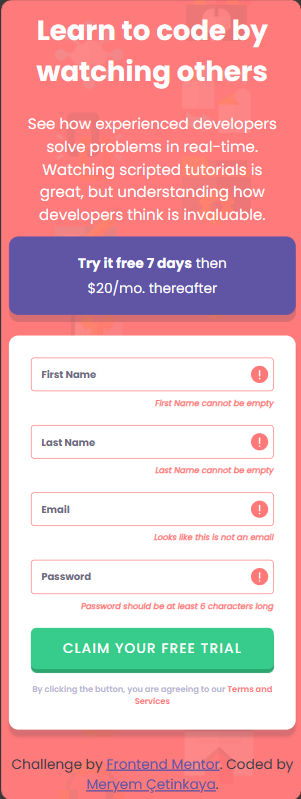 Learn to code by
watching others
See how experienced developers
solve problems in real-time.
Watching scripted tutorials is
great, but understanding how
developers think is invaluable.
Try it free 7 days then
$20/mo. thereafter
First Name
!
First Name cannot be empty
Last Name
!
Last Name cannot be empty
Email
!
Looks like this is not an email
Password
!
Password should be at least 6 characters long
CLAIM YOUR FREE TRIAL
By clicking the button, you are agreeing to our Terms and
Services
Challenge by Frontend Mentor. Coded by
Meryem Çetinkaya.